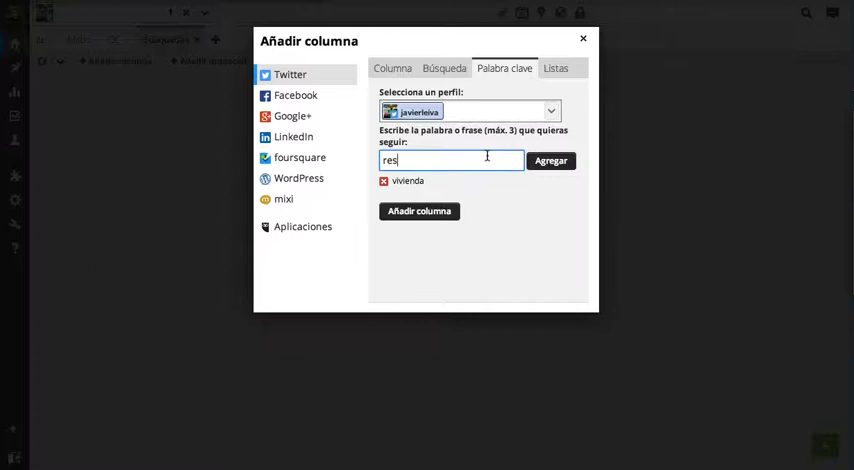 Añadir columna
Twitter
Facebook
Google+
LinkedIn
foursquare
WordPress
mixi
Aplicaciones
Columna Búsqueda Palabra clave Listas
Selecciona un perfil:
javierleiva
Escribe la palabra o frase (máx. 3) que quieras
seguir:
res
Agregar
vivienda
Añadir columna